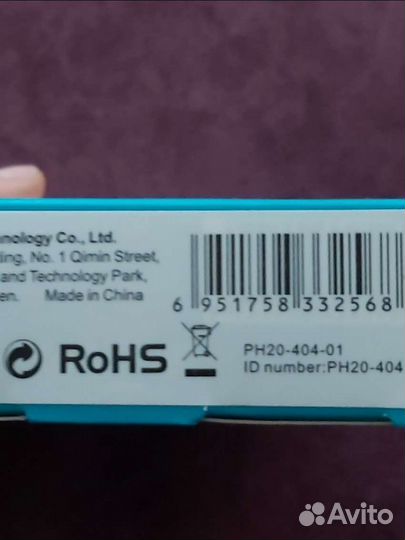 nology Co., Ltd.
ing, No. 1 Qimin Street,
and Technology Park,
en. Made in China
6 951758 332568
RoHS
PH20-404-01
ID number:PH20-404
Avito